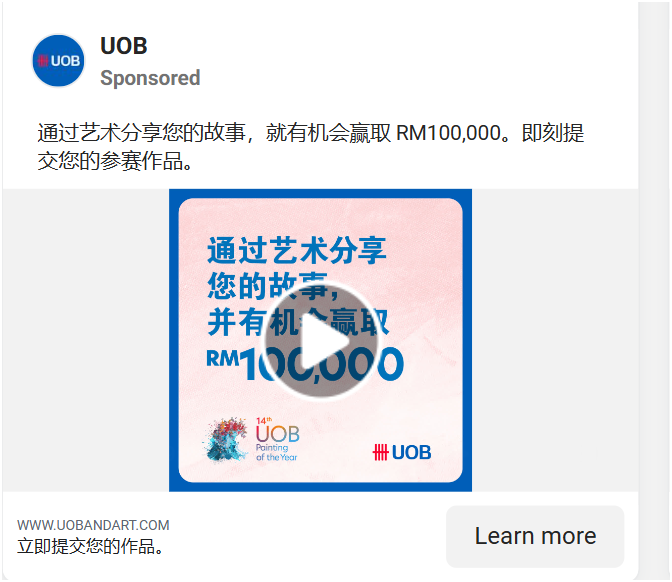 UOB
UOB
Sponsored
通过艺术分享您的故事，就有机会赢取 RM100,000。即刻提
交您的参赛作品。
通过艺术分享
您的故事，
并有机会赢取
RM100,000
14th
UOB
Painting
of the Year
UOB
WWW.UOBANDART.COM
立即提交您的作品。
Learn more